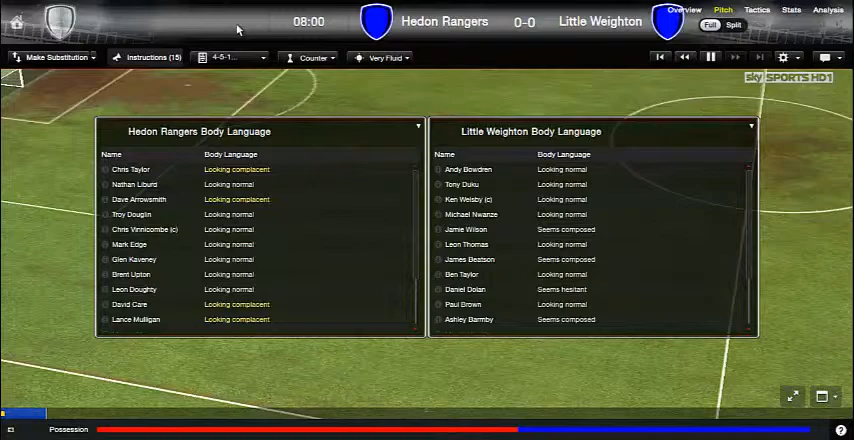 Overview Pitch Tactics Stats Analysis
08:00 Hedon Rangers 0-0 Little Weighton
Full Split
Make Substitution Instructions (15) 4-5-1... Counter Very Fluid
sky SPORTS HD1
Hedon Rangers Body Language
Name Body Language
Chris Taylor Looking complacent
Nathan Liburd Looking normal
Dave Arrowsmith Looking complacent
Troy Douglin Looking normal
Chris Vinnicombe (c) Looking normal
Mark Edge Looking normal
Glen Kaveney Looking normal
Brent Upton Looking normal
Leon Doughty Looking normal
David Care Looking complacent
Lance Mulligan Looking complacent
Little Weighton Body Language
Name Body Language
Andy Bowdren Looking normal
Tony Duku Looking normal
Ken Welsby (c) Looking normal
Michael Nwanze Looking normal
Jamie Wilson Seems composed
Leon Thomas Looking normal
James Beatson Seems composed
Ben Taylor Looking normal
Daniel Dolan Seems hesitant
Paul Brown Looking normal
Ashley Barmby Seems composed
Possession